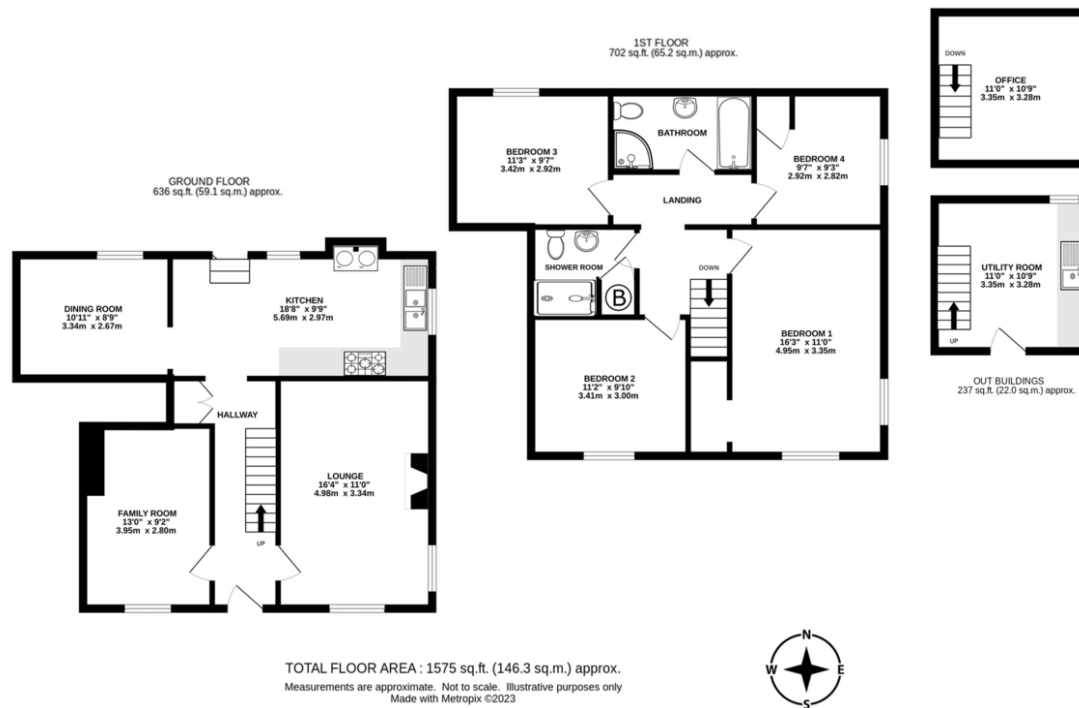 GROUND FLOOR
636 sq.ft. (59.1 sq.m.) approx.
DINING ROOM
10'11" x 8'9"
3.34m x 2.67m
KITCHEN
18'8" x 9'9"
5.69m x 2.97m
HALLWAY
LOUNGE
16'4" x 11'0"
4.98m x 3.34m
FAMILY ROOM
13'0" x 9'2"
3.95m x 2.80m
UP
1ST FLOOR
702 sq.ft. (65.2 sq.m.) approx.
BEDROOM 3
11'3" x 9'7"
3.42m x 2.92m
BATHROOM
BEDROOM 4
9'7" x 9'3"
2.92m x 2.82m
LANDING
SHOWER ROOM
B
DOWN
BEDROOM 1
16'3" x 11'0"
4.95m x 3.35m
BEDROOM 2
11'2" x 9'10"
3.41m x 3.00m
DOWN
OFFICE
11'0" x 10'9"
3.35m x 3.28m
UTILITY ROOM
11'0" x 10'9"
3.35m x 3.28m
UP
OUT BUILDINGS
237 sq.ft. (22.0 sq.m.) approx.
TOTAL FLOOR AREA : 1575 sq.ft. (146.3 sq.m.) approx.
Measurements are approximate. Not to scale. Illustrative purposes only
Made with Metropix ©2023
N
W
E
S